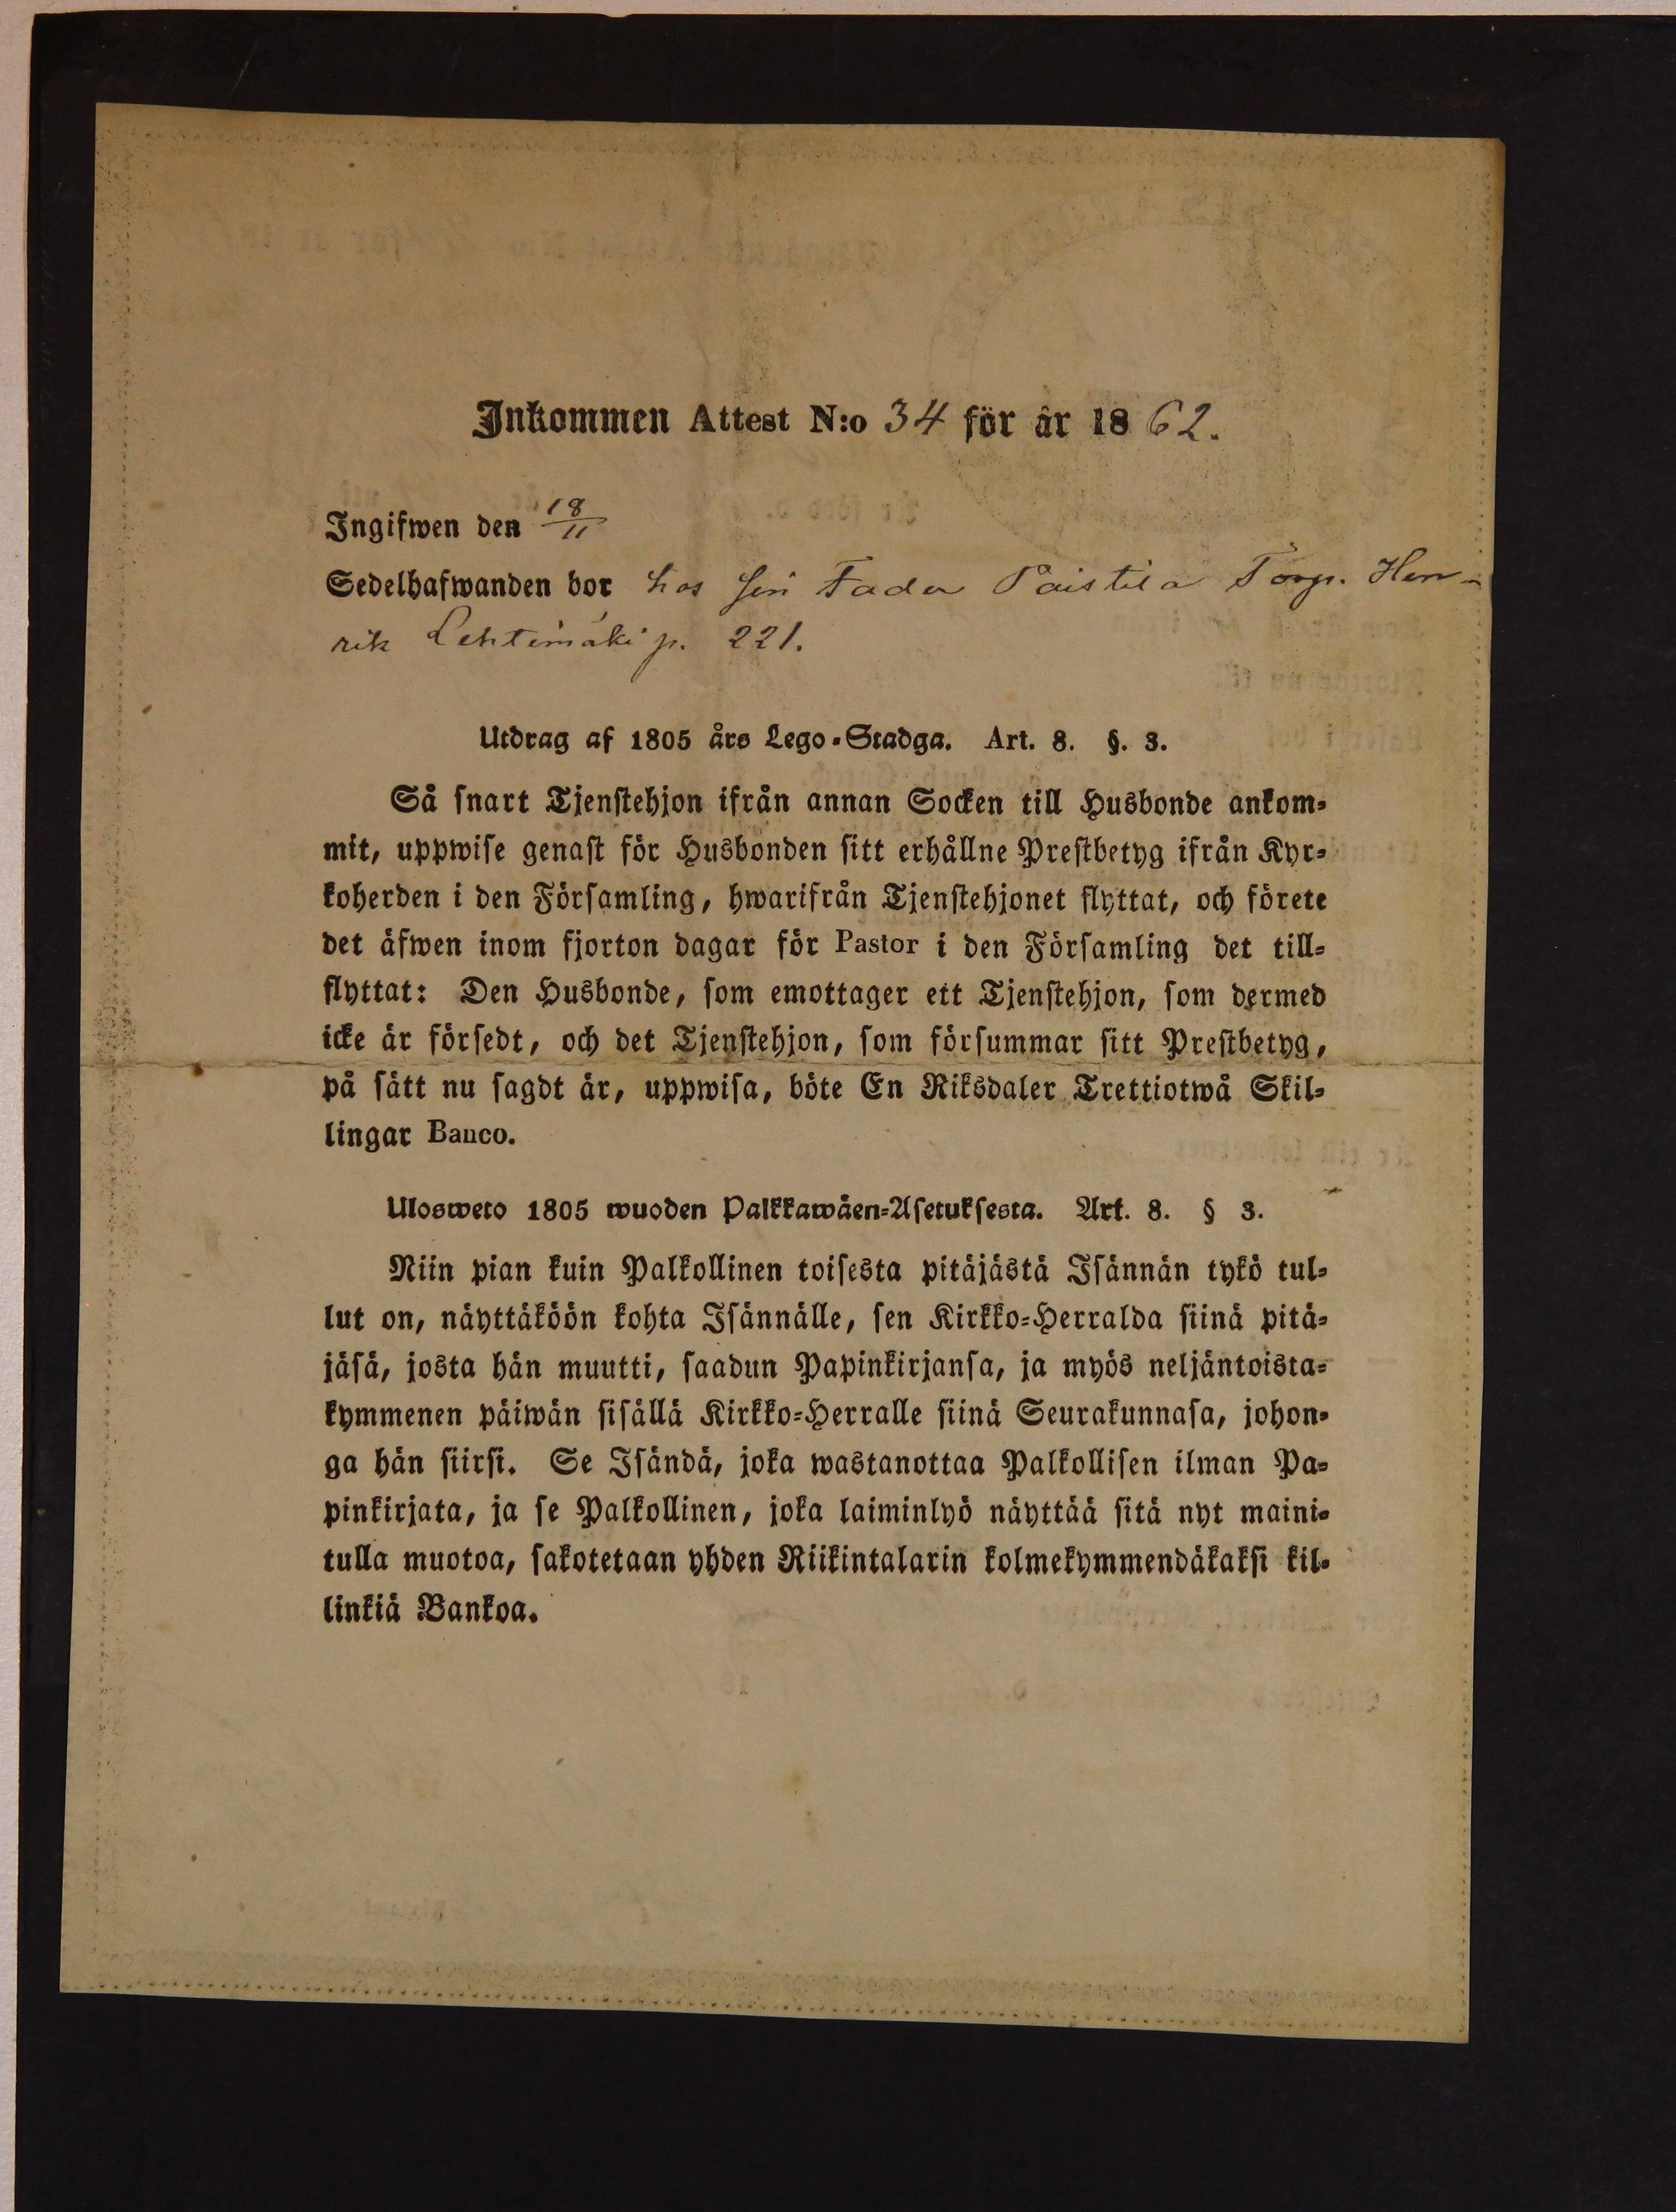 Inkommen Attest N:o 34 för år 1862.
Ingifwen den 18/11
Sedelhafwanden bor hos sin Fader Paistila Torp. Hen-
rik Lehtimäki p. 221.
Utdrag af 1805 års Lego-Stadga. Art. 8. §. 3.
Så snart Tjenstehjon ifrån annan Socken till Husbonde ankom-
mit, uppwise genast för Husbonden sitt erhållne Prestbetyg ifrån Kyr-
koherden i den Församling, hwarifrån Tjenstehjonet flyttat, och förete
det äfwen inom fjorton dagar för Pastor i den Församling det till-
flyttat: Den Husbonde, som emottager ett Tjenstehjon, som dermed
icke är försedt, och det Tjenstehjon, som försummar sitt Prestbetyg,
på sätt nu sagdt är, uppwisa, böte En Riksdaler Trettiotwå Skil-
lingar Banco.
Ulosweto 1805 wuoden Palkkawäen-Asetuksesta. Art. 8. § 3.
Niin pian kuin Palkollinen toisesta pitäjästä Isännän tykö tul-
lut on, näyttäköön kohta Isännälle, sen Kirkko-Herralda siinä pitä-
jäsä, josta hän muutti, saadun Papinkirjansa, ja myös neljäntoista-
kymmenen päiwän sisällä Kirkko-Herralle siinä Seurakunnasa, johon-
ga hän siirsi. Se Isändä, joka wastanottaa Palkollisen ilman Pa-
pinkirjata, ja se Palkollinen, joka laiminlyö näyttää sitä nyt maini-
tulla muotoa, sakotetaan yhden Riikintalarin kolmekymmendäkaksi kil-
linkiä Bankoa.